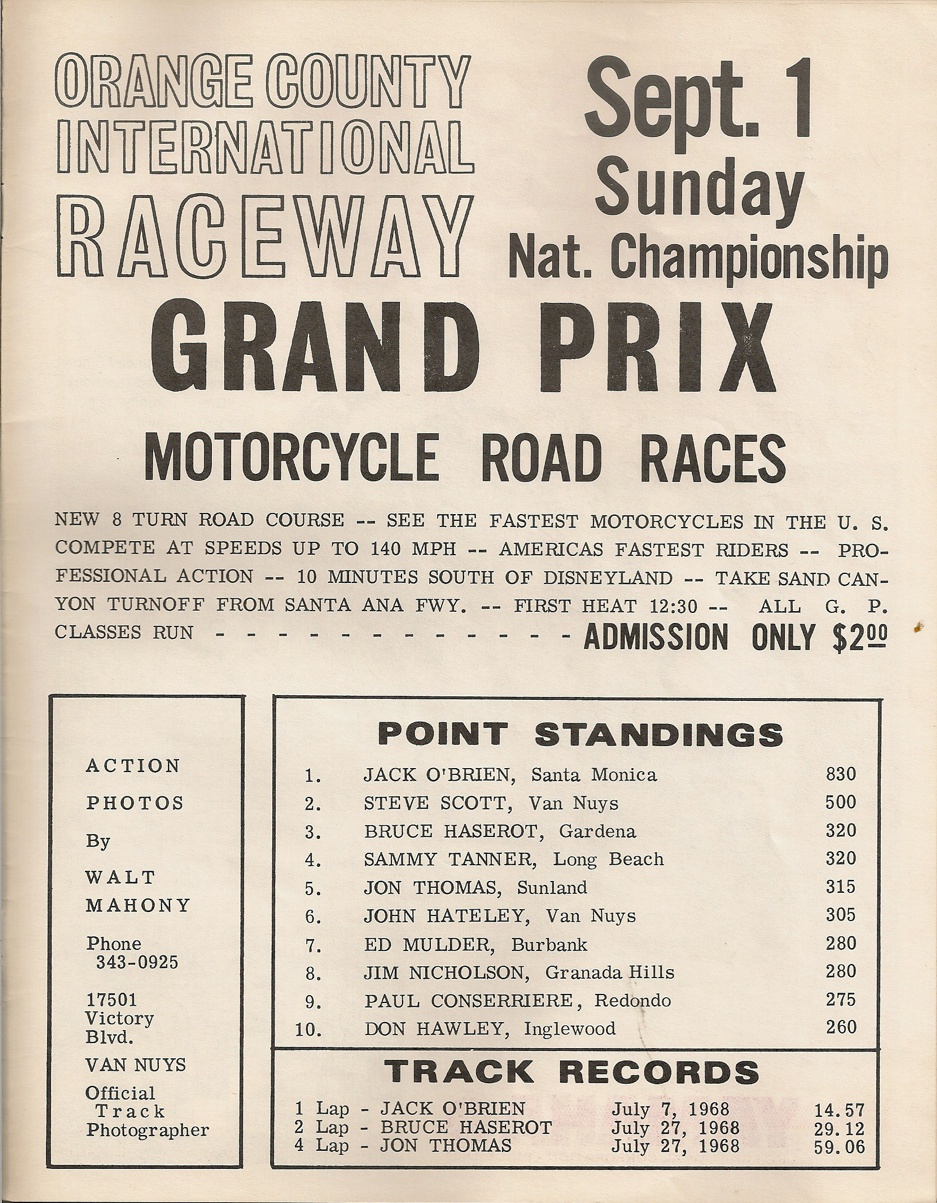 ORANGE COUNTY
INTERNATIONAL
RACEWAY
Sept. 1
Sunday
Nat. Championship
GRAND PRIX
MOTORCYCLE ROAD RACES
NEW 8 TURN ROAD COURSE -- SEE THE FASTEST MOTORCYCLES IN THE U. S.
COMPETE AT SPEEDS UP TO 140 MPH -- AMERICAS FASTEST RIDERS -- PRO-
FESSIONAL ACTION -- 10 MINUTES SOUTH OF DISNEYLAND -- TAKE SAND CAN-
YON TURNOFF FROM SANTA ANA FWY. -- FIRST HEAT 12:30 -- ALL G. P.
CLASSES RUN - - - - - - - - - - - - ADMISSION ONLY $200
ACTION
PHOTOS
By
WALT
MAHONY
Phone
343-0925
17501
Victory
Blvd.
VAN NUYS
Official
Track
Photographer
POINT STANDINGS
1. JACK O'BRIEN, Santa Monica 830
2. STEVE SCOTT, Van Nuys 500
3. BRUCE HASEROT, Gardena 320
4. SAMMY TANNER, Long Beach 320
5. JON THOMAS, Sunland 315
6. JOHN HATELEY, Van Nuys 305
7. ED MULDER, Burbank 280
8. JIM NICHOLSON, Granada Hills 280
9. PAUL CONSERRIERE, Redondo 275
10. DON HAWLEY, Inglewood 260
TRACK RECORDS
1 Lap - JACK O'BRIEN July 7, 1968 14.57
2 Lap - BRUCE HASEROT July 27, 1968 29.12
4 Lap - JON THOMAS July 27, 1968 59.06